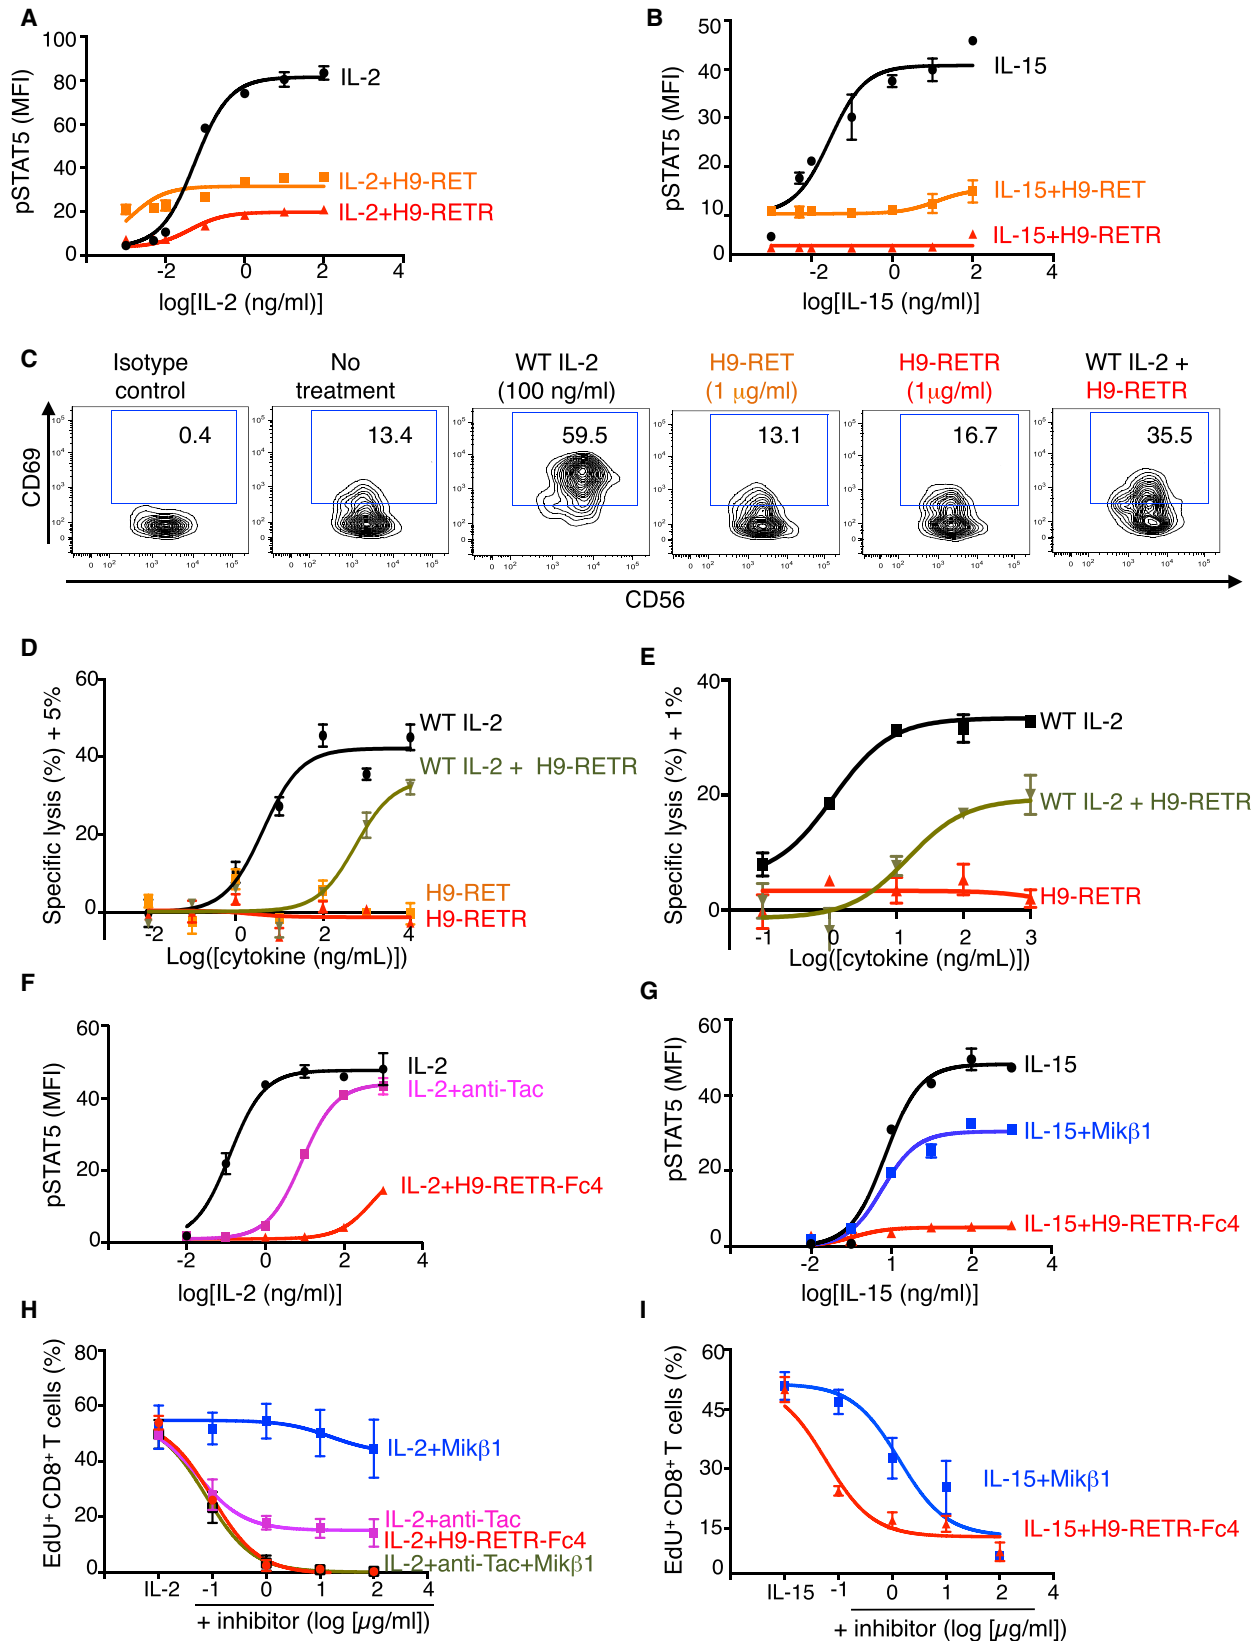 A
pSTAT5 (MFI)
100
80
60
40
20
0
-2
0
2
4
log[IL-2 (ng/ml)]
IL-2
IL-2+H9-RET
IL-2+H9-RETR
B
pSTAT5 (MFI)
50
40
30
20
10
0
-2
0
2
4
log[IL-15 (ng/ml)]
IL-15
IL-15+H9-RET
IL-15+H9-RETR
C
Isotype
control
No
treatment
WT IL-2
(100 ng/ml)
H9-RET
(1 μg/ml)
H9-RETR
(1μg/ml)
WT IL-2 +
H9-RETR
0.4
13.4
59.5
13.1
16.7
35.5
CD69
CD56
D
Specific lysis (%) + 5%
60
40
20
0
-2
0
2
4
Log([cytokine (ng/mL)])
WT IL-2
WT IL-2 + H9-RETR
H9-RET
H9-RETR
E
Specific lysis (%) + 1%
40
20
0
-1
0
1
2
3
Log([cytokine (ng/mL)])
WT IL-2
WT IL-2 + H9-RETR
H9-RETR
F
pSTAT5 (MFI)
60
40
20
0
-2
0
2
4
log[IL-2 (ng/ml)]
IL-2
IL-2+anti-Tac
IL-2+H9-RETR-Fc4
G
pSTAT5 (MFI)
60
40
20
0
-2
1
2
4
log[IL-15 (ng/ml)]
IL-15
IL-15+Mikβ1
IL-15+H9-RETR-Fc4
H
EdU+ CD8+ T cells (%)
80
60
40
20
0
IL-2
-1
0
1
2
4
+ inhibitor (log [µg/ml])
IL-2+Mikβ1
IL-2+anti-Tac
IL-2+H9-RETR-Fc4
IL-2+anti-Tac+Mikβ1
I
EdU+ CD8+ T cells (%)
60
45
30
15
0
IL-15
-1
0
1
2
4
+ inhibitor (log [µg/ml])
IL-15+Mikβ1
IL-15+H9-RETR-Fc4